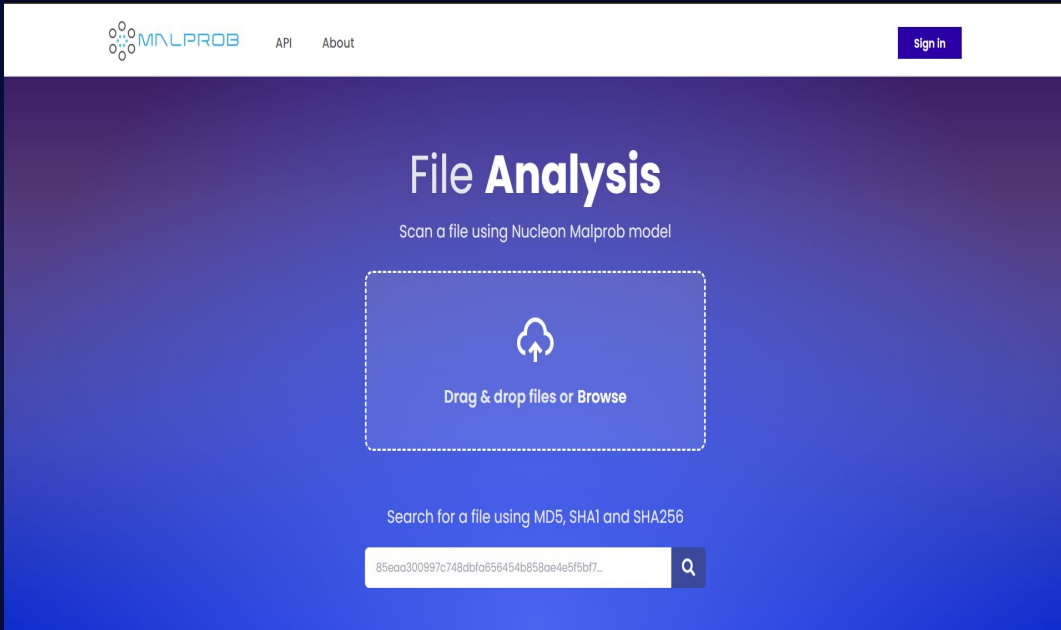 MALPROB API About Sign in
File Analysis
Scan a file using Nucleon Malprob model
Drag & drop files or Browse
Search for a file using MD5, SHA1 and SHA256
85eaa300997c748dbfa656454b858ae4e5f5bf7...